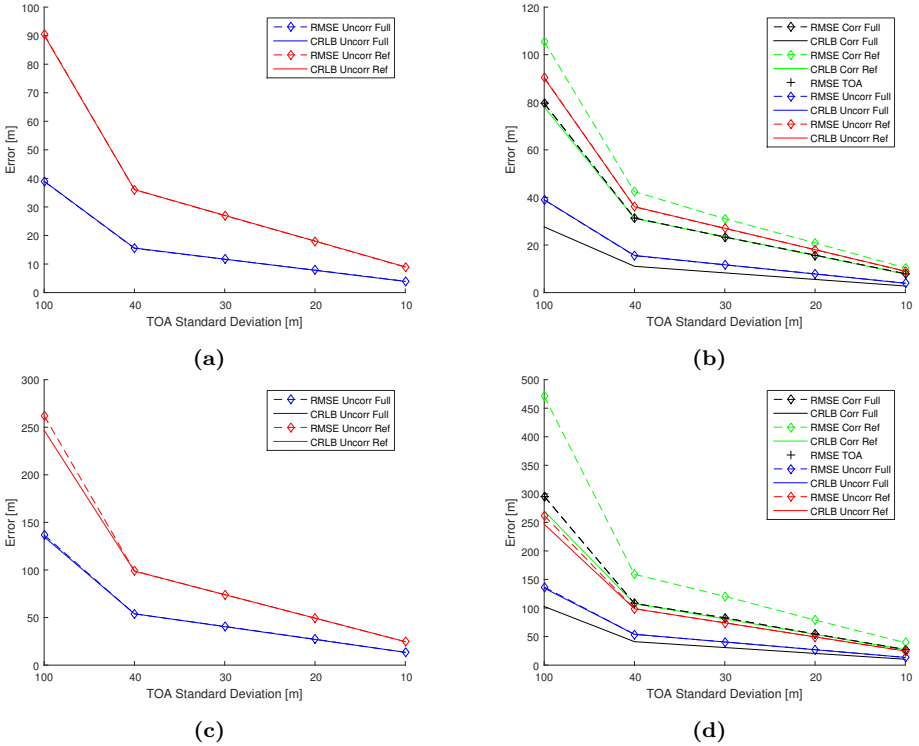 100
90
80
70
60
50
40
30
20
10
0
Error [m]
100 40 30 20 10
TOA Standard Deviation [m]
RMSE Uncorr Full
CRLB Uncorr Full
RMSE Uncorr Ref
CRLB Uncorr Ref
(a)
120
100
80
60
40
20
0
Error [m]
100 40 30 20 10
TOA Standard Deviation [m]
RMSE Corr Full
CRLB Corr Full
RMSE Corr Ref
CRLB Corr Ref
RMSE TOA
RMSE Uncorr Full
CRLB Uncorr Full
RMSE Uncorr Ref
CRLB Uncorr Ref
(b)
300
250
200
150
100
50
0
Error [m]
100 40 30 20 10
TOA Standard Deviation [m]
RMSE Uncorr Full
CRLB Uncorr Full
RMSE Uncorr Ref
CRLB Uncorr Ref
(c)
500
450
400
350
300
250
200
150
100
50
0
Error [m]
100 40 30 20 10
TOA Standard Deviation [m]
RMSE Corr Full
CRLB Corr Full
RMSE Corr Ref
CRLB Corr Ref
RMSE TOA
RMSE Uncorr Full
CRLB Uncorr Full
RMSE Uncorr Ref
CRLB Uncorr Ref
(d)